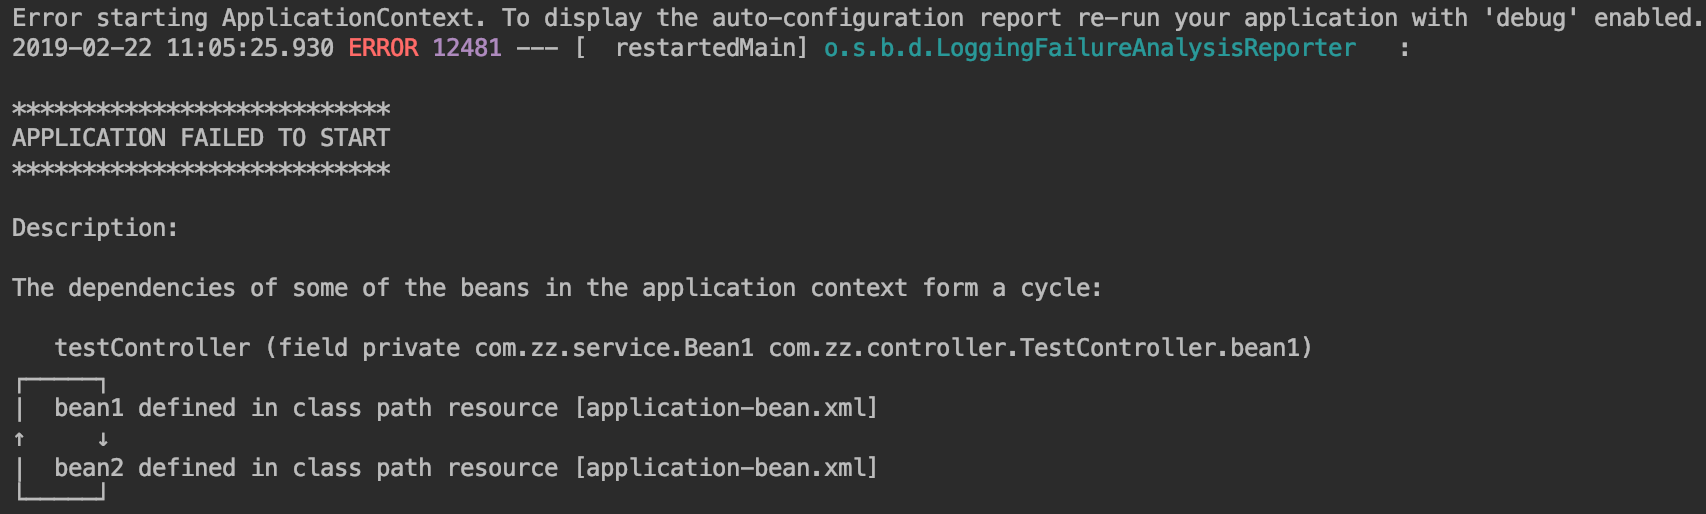 Error starting ApplicationContext. To display the auto-configuration report re-run your application with 'debug' enabled.
2019-02-22 11:05:25.930 ERROR 12481 --- [  restartedMain] o.s.b.d.LoggingFailureAnalysisReporter   :
***************************
APPLICATION FAILED TO START
***************************
Description:
The dependencies of some of the beans in the application context form a cycle:
   testController (field private com.zz.service.Bean1 com.zz.controller.TestController.bean1)
┌─────┐
|  bean1 defined in class path resource [application-bean.xml]
↑     ↓
|  bean2 defined in class path resource [application-bean.xml]
└─────┘